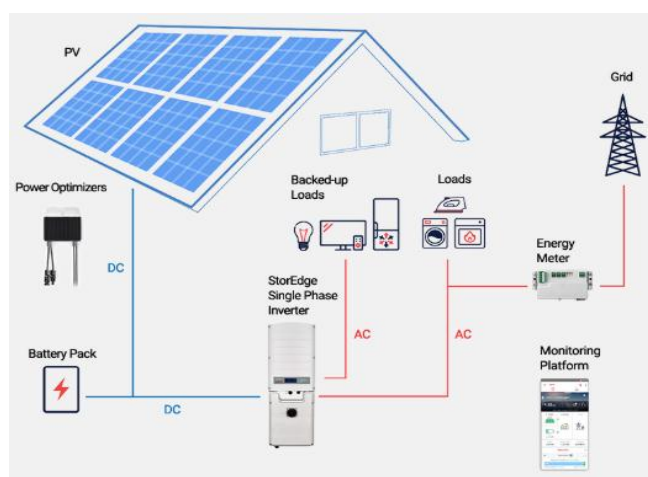 PV
Grid
Power Optimizers
Backed-up
Loads
Loads
Energy
Meter
DC
StorEdge
Single Phase
Inverter
AC
AC
Battery Pack
Monitoring
Platform
DC